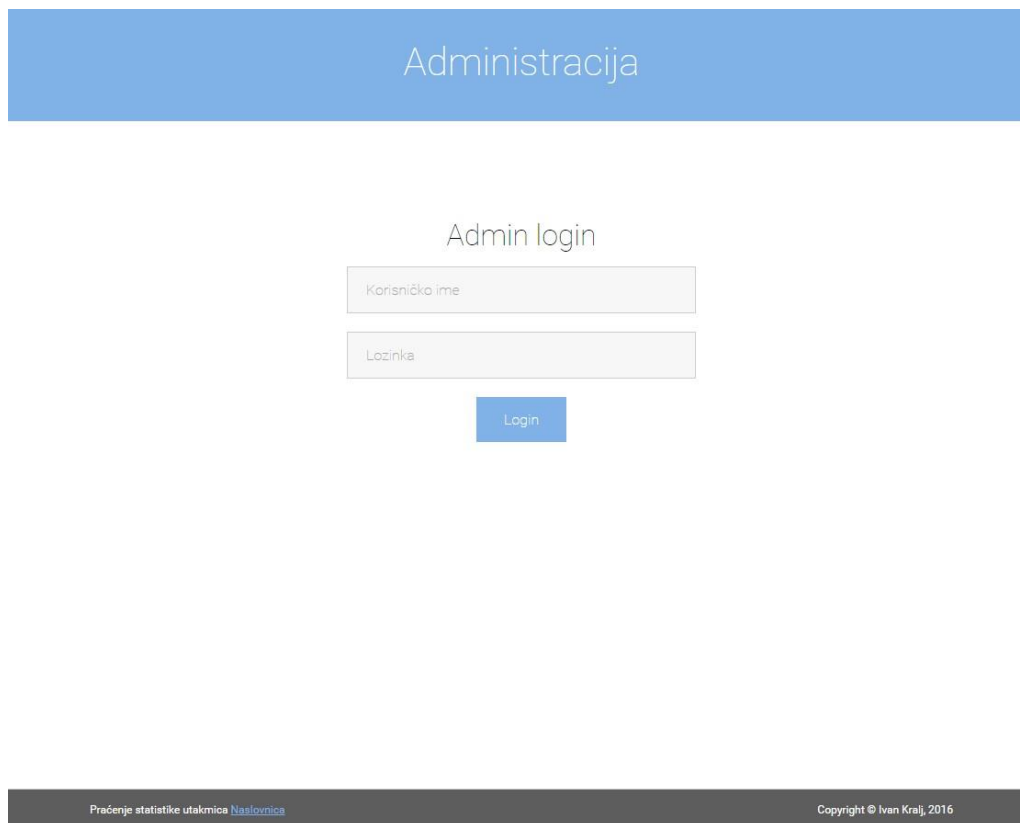 Administracija
Admin login
Korisničko ime
Lozinka
Login
Praćenje statistike utakmica Naslovnica
Copyright © Ivan Kralj, 2016